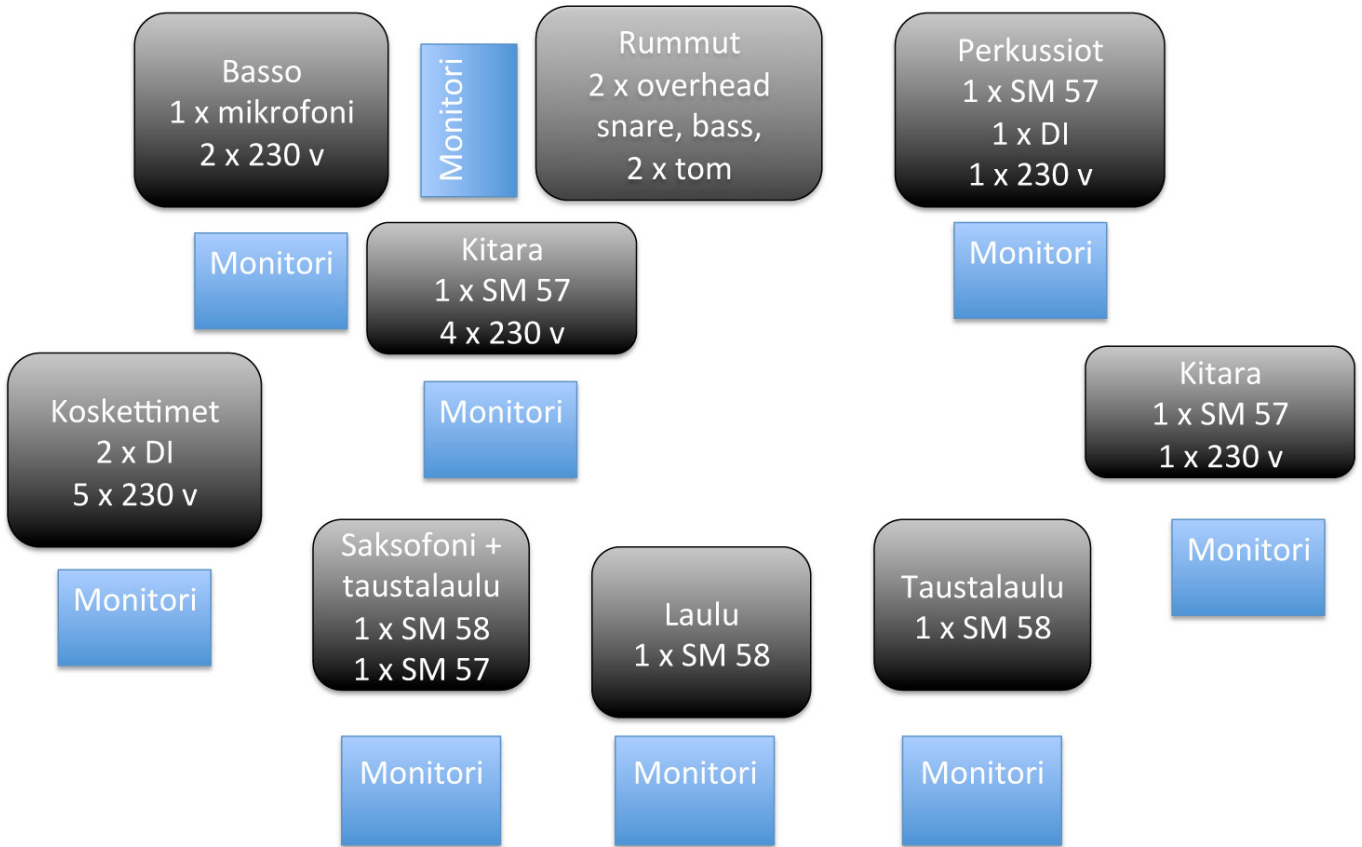 Basso
1 x mikrofoni
2 x 230 v
Monitori
Rummut
2 x overhead
snare, bass,
2 x tom
Perkussiot
1 x SM 57
1 x DI
1 x 230 v
Monitori
Kitara
1 x SM 57
4 x 230 v
Monitori
Koskettimet
2 x DI
5 x 230 v
Monitori
Kitara
1 x SM 57
1 x 230 v
Monitori
Monitori
Saksofoni +
taustalaulu
1 x SM 58
1 x SM 57
Laulu
1 x SM 58
Taustalaulu
1 x SM 58
Monitori
Monitori
Monitori
Monitori